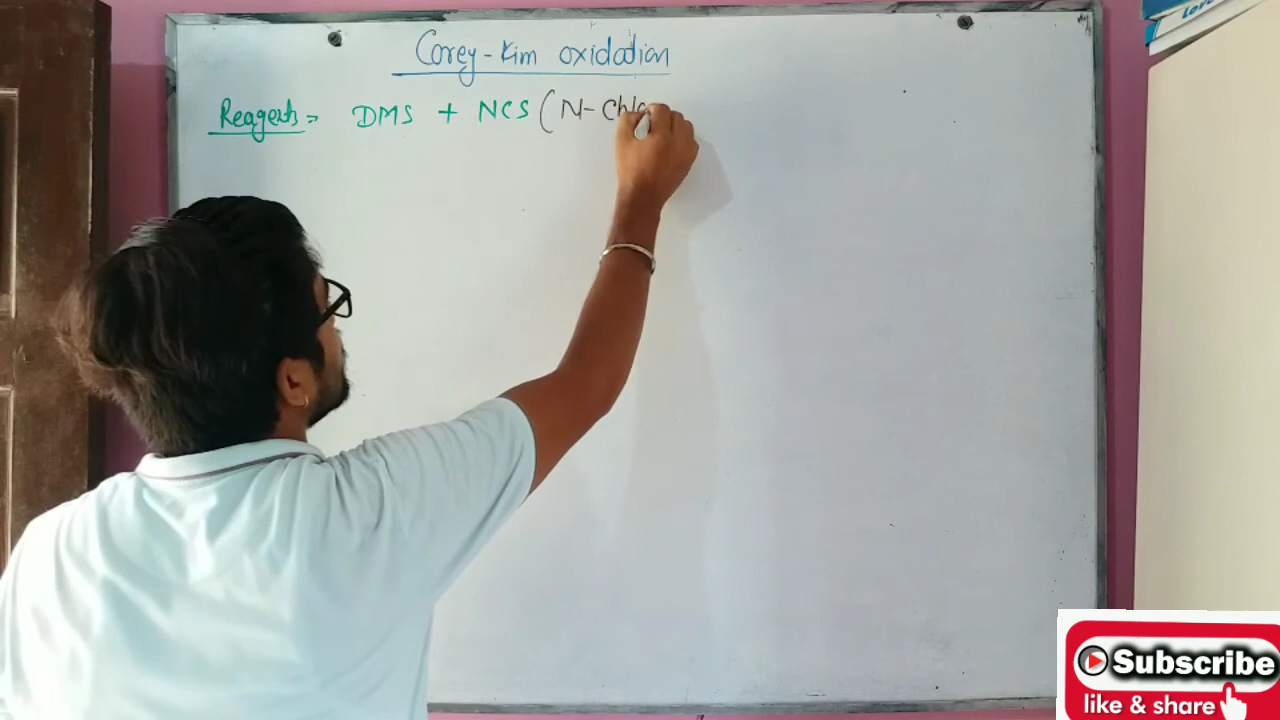 Corey-Kim oxidation
Reagents = DMS + NCS (N-Chlo
Subscribe
like & share